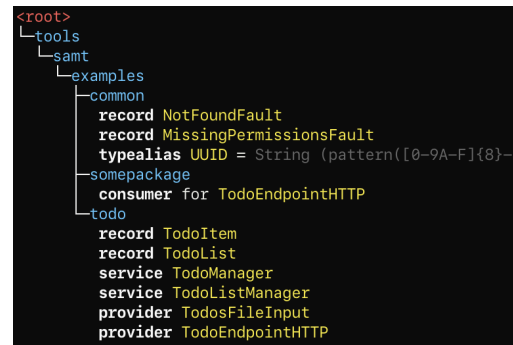 <root>
tools
samt
examples
common
record NotFoundFault
record MissingPermissionsFault
typealias UUID = String (pattern([0-9A-F]{8}-
somepackage
consumer for TodoEndpointHTTP
todo
record TodoItem
record TodoList
service TodoManager
service TodoListManager
provider TodosFileInput
provider TodoEndpointHTTP